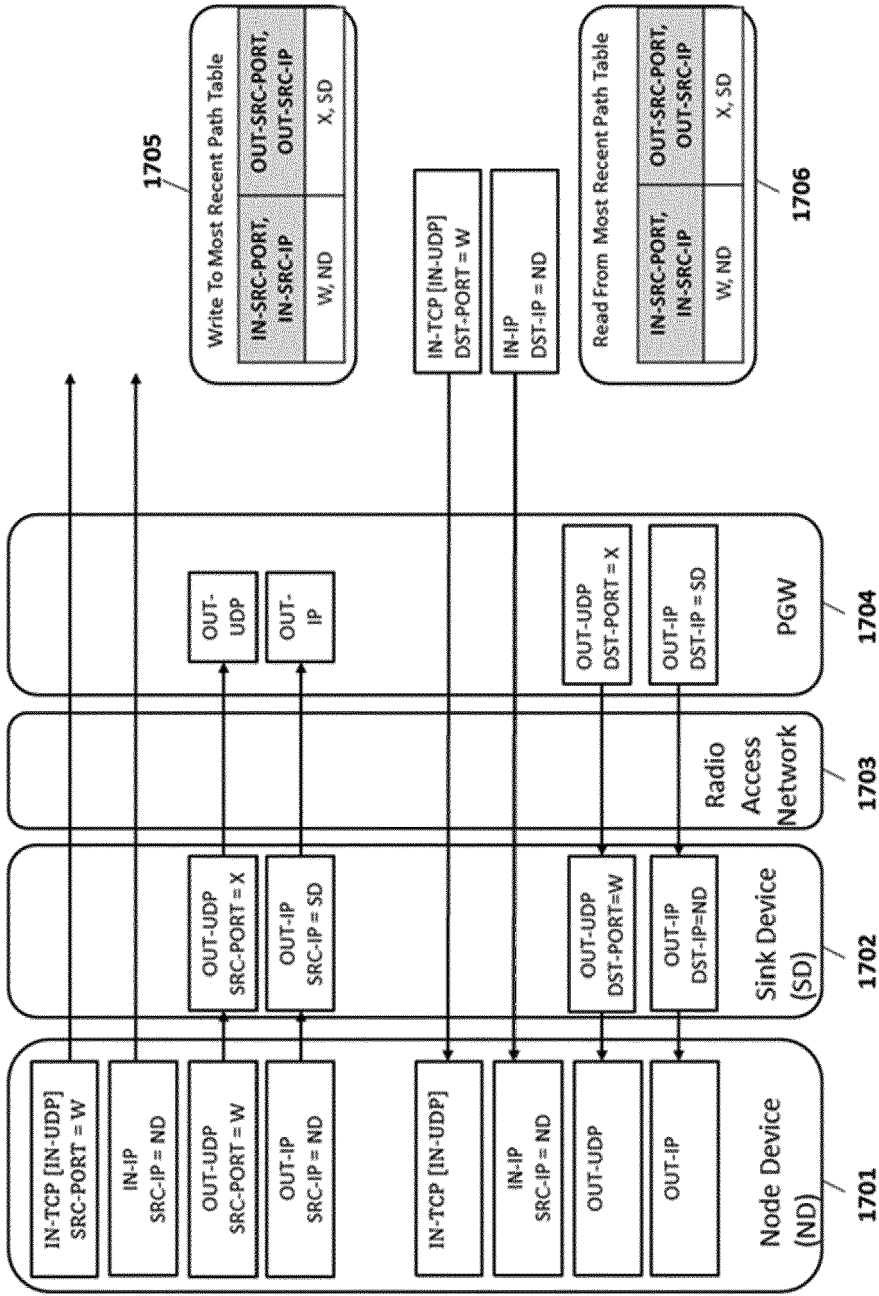 IN-TCP [IN-UDP]
SRC-PORT = W
IN-IP
SRC-IP = ND
OUT-UDP
SRC-PORT = W
OUT-IP
SRC-IP = ND
IN-TCP [IN-UDP]
IN-IP
SRC-IP = ND
OUT-UDP
OUT-IP
Node Device
(ND)
1701
OUT-UDP
SRC-PORT = X
OUT-IP
SRC-IP = SD
OUT-UDP
DST-PORT=W
OUT-IP
DST-IP=ND
Sink Device
(SD)
1702
Radio
Access
Network
1703
OUT-
UDP
OUT-
IP
OUT-UDP
DST-PORT = X
OUT-IP
DST-IP = SD
PGW
1704
1705
Write To Most Recent Path Table
IN-SRC-PORT,
IN-SRC-IP
OUT-SRC-PORT,
OUT-SRC-IP
W, ND
X, SD
IN-TCP [IN-UDP]
DST-PORT = W
IN-IP
DST-IP = ND
Read From Most Recent Path Table
IN-SRC-PORT,
IN-SRC-IP
OUT-SRC-PORT,
OUT-SRC-IP
W, ND
X, SD
1706